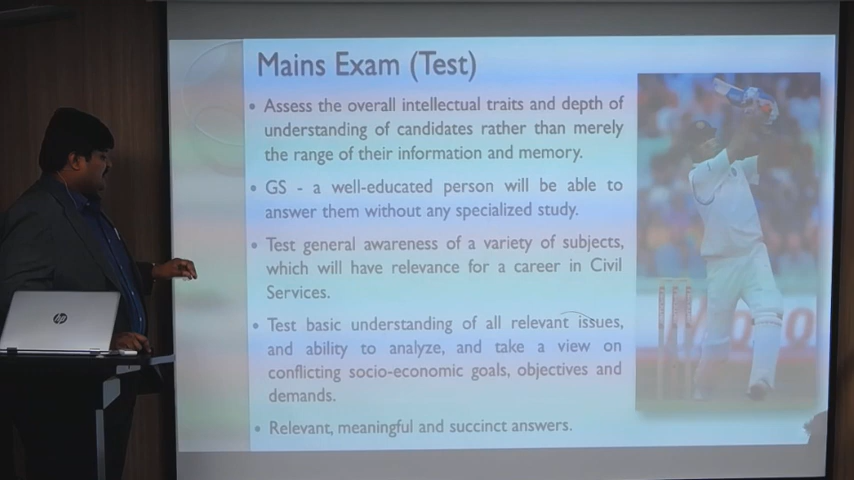 Mains Exam (Test)
• Assess the overall intellectual traits and depth of
understanding of candidates rather than merely
the range of their information and memory.
• GS - a well-educated person will be able to
answer them without any specialized study.
• Test general awareness of a variety of subjects,
which will have relevance for a career in Civil
Services.
• Test basic understanding of all relevant issues,
and ability to analyze, and take a view on
conflicting socio-economic goals, objectives and
demands.
• Relevant, meaningful and succinct answers.
hp